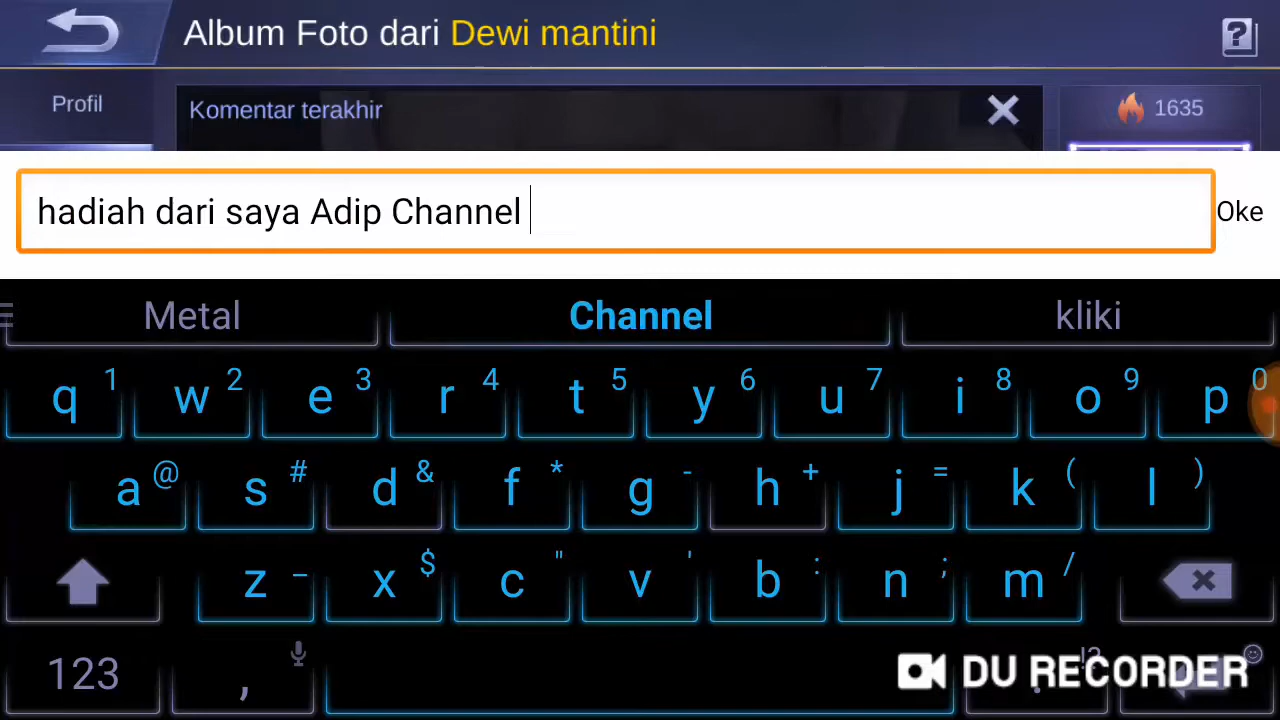 Album Foto dari Dewi mantini
Profil
Komentar terakhir
1635
hadiah dari saya Adip Channel
Oke
Metal Channel kliki
q 1 w 2 e 3 r 4 t 5 y 6 u 7 i 8 o 9 p 0
a @ s # d & f * g - h + j = k ( l )
z _ x $ c " v ' b : n ; m /
123 , . !?
DU RECORDER